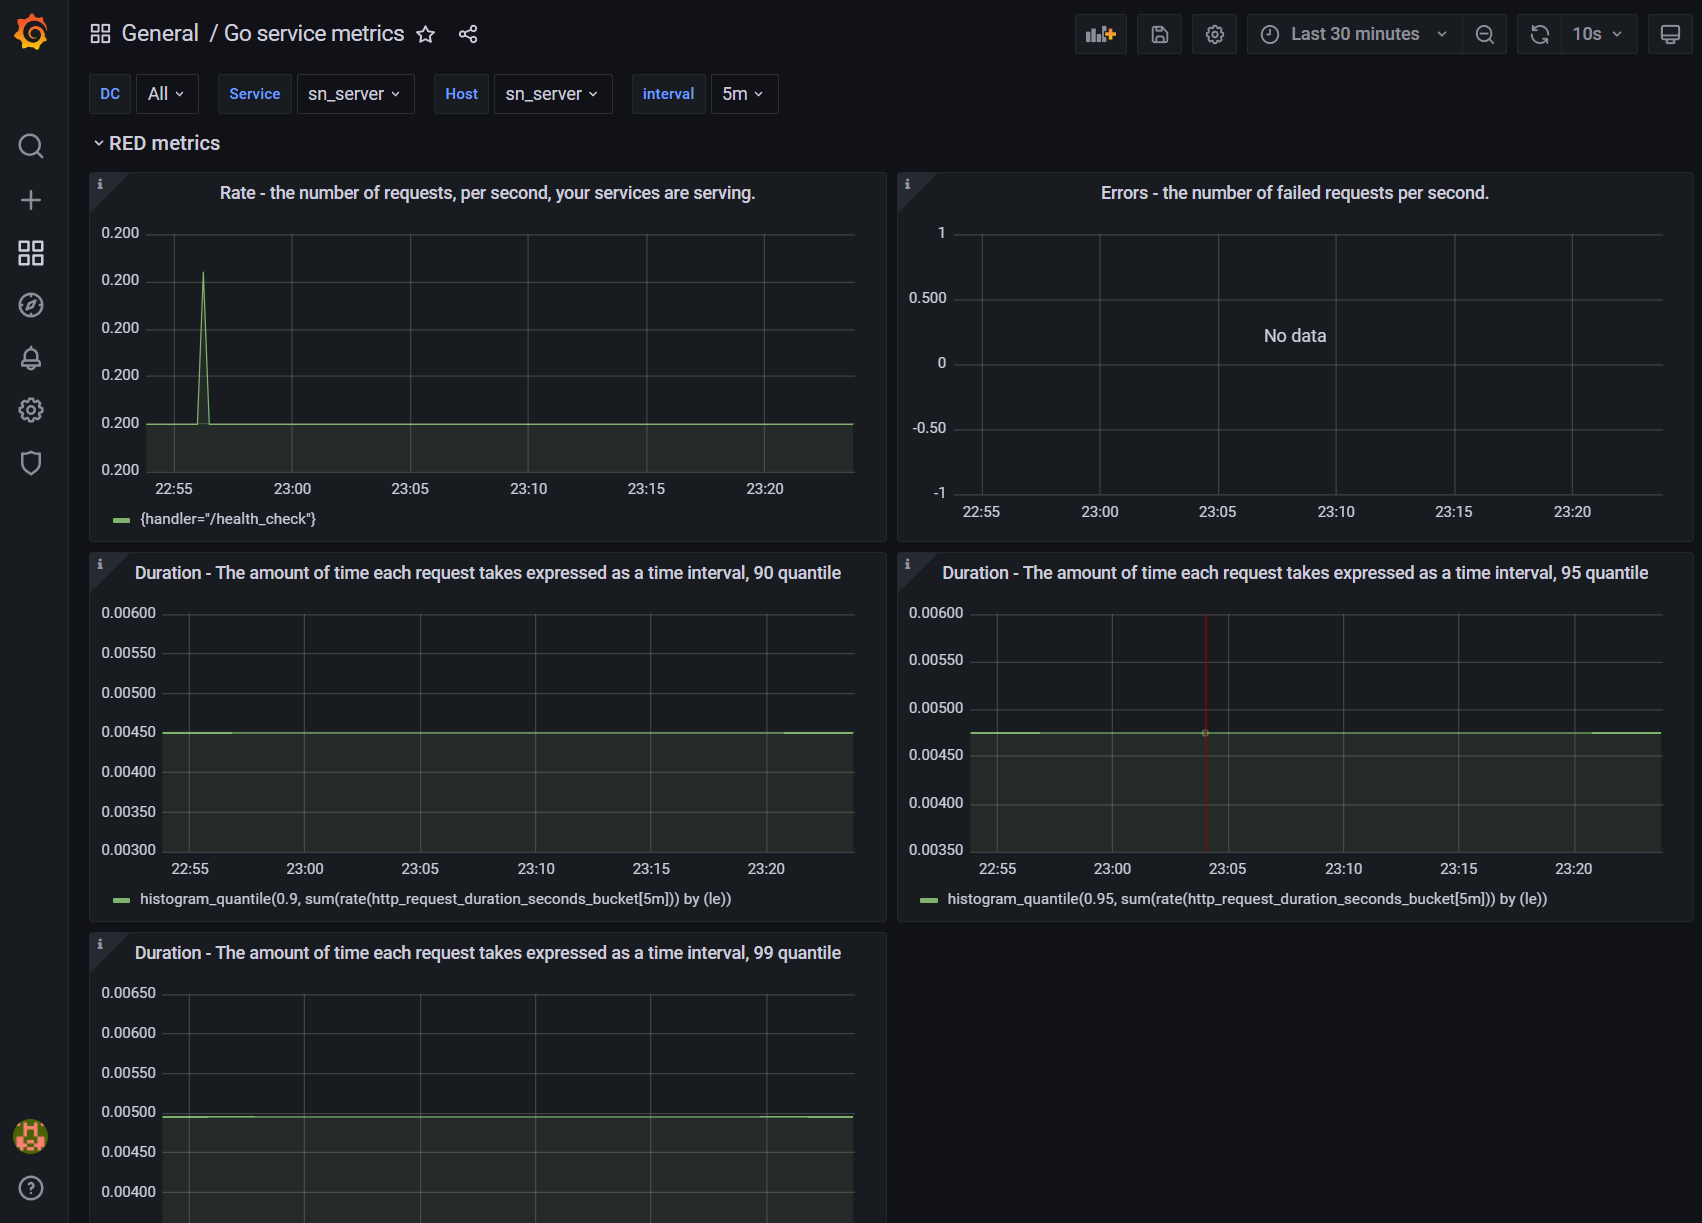 General / Go service metrics
Last 30 minutes
10s
DC
All
Service
sn_server
Host
sn_server
interval
5m
RED metrics
Rate - the number of requests, per second, your services are serving.
0.200
0.200
0.200
0.200
0.200
0.200
22:55
23:00
23:05
23:10
23:15
23:20
{handler="/health_check"}
Errors - the number of failed requests per second.
1
0.500
0
-0.50
-1
No data
22:55
23:00
23:05
23:10
23:15
23:20
Duration - The amount of time each request takes expressed as a time interval, 90 quantile
0.00600
0.00550
0.00500
0.00450
0.00400
0.00350
0.00300
22:55
23:00
23:05
23:10
23:15
23:20
histogram_quantile(0.9, sum(rate(http_request_duration_seconds_bucket[5m])) by (le))
Duration - The amount of time each request takes expressed as a time interval, 95 quantile
0.00600
0.00550
0.00500
0.00450
0.00400
0.00350
22:55
23:00
23:05
23:10
23:15
23:20
histogram_quantile(0.95, sum(rate(http_request_duration_seconds_bucket[5m])) by (le))
Duration - The amount of time each request takes expressed as a time interval, 99 quantile
0.00650
0.00600
0.00550
0.00500
0.00450
0.00400